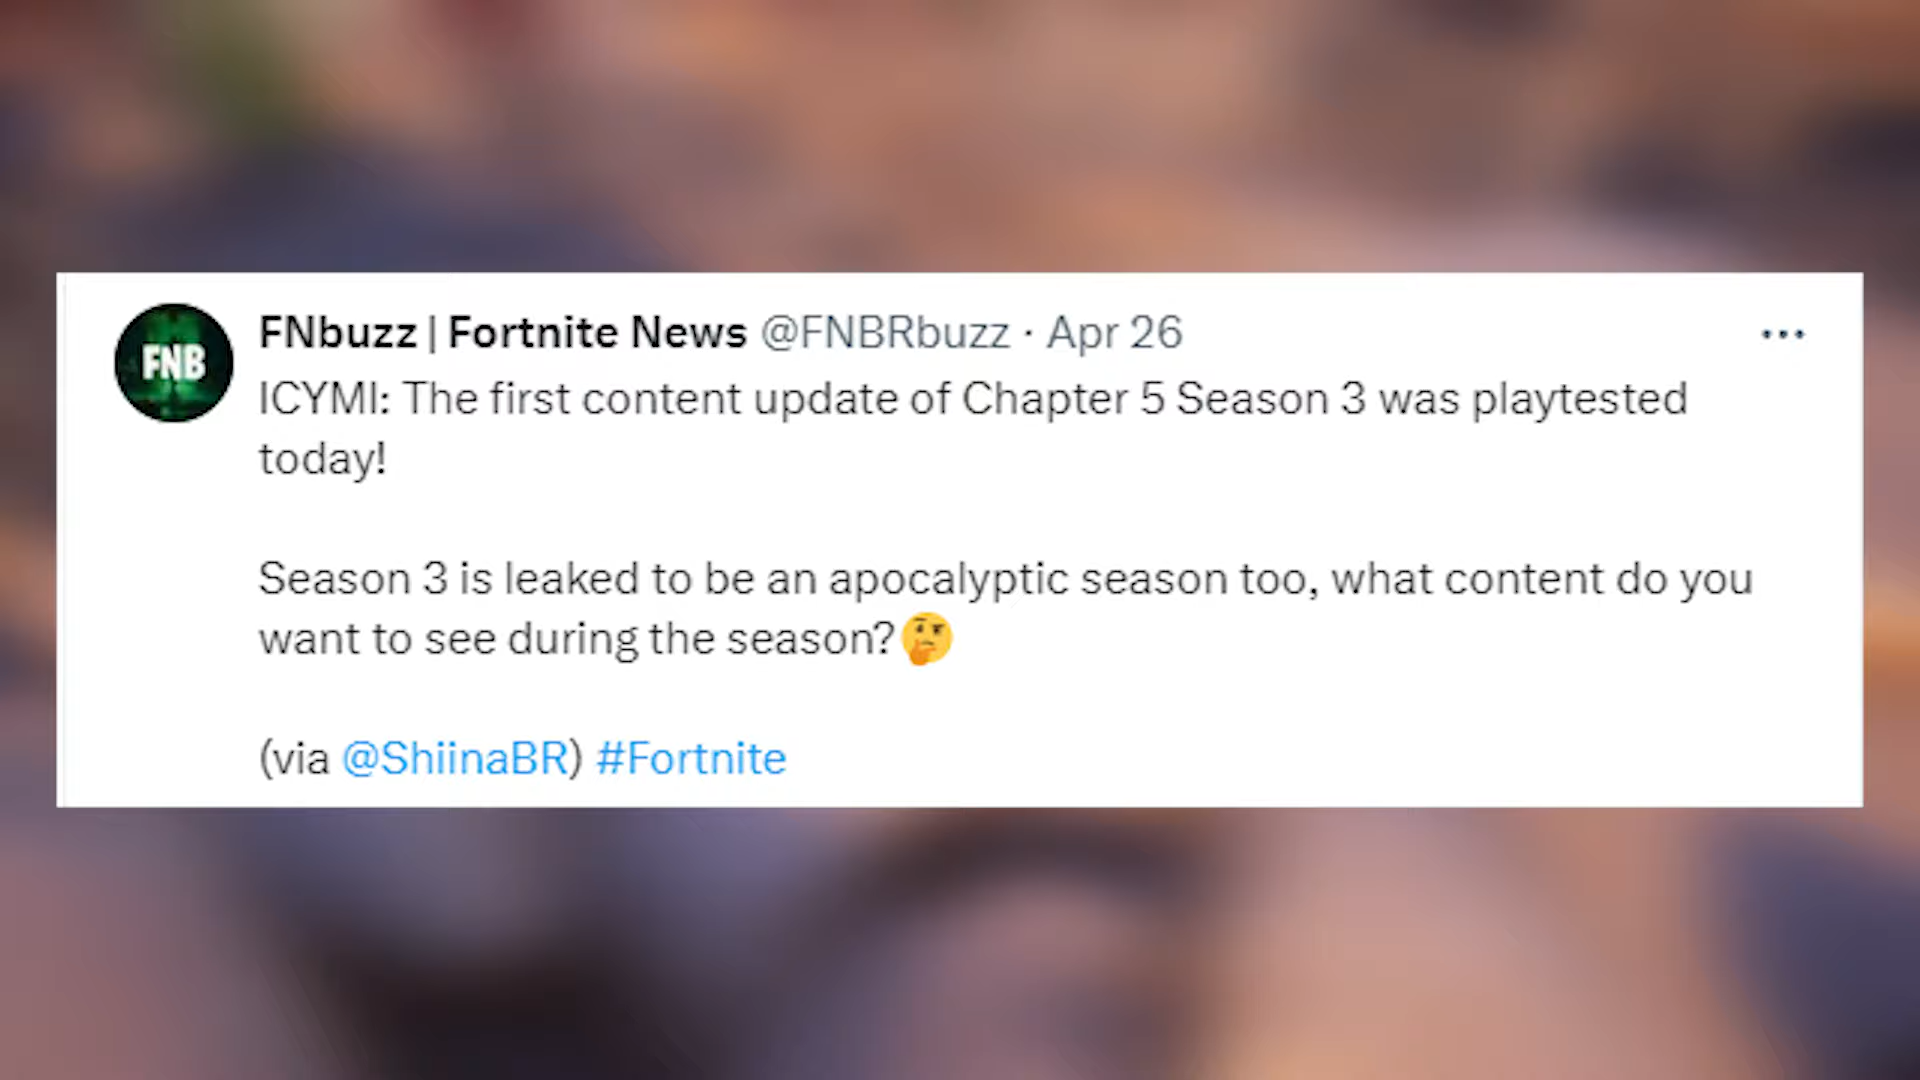 FNB
FNbuzz | Fortnite News @FNBRbuzz · Apr 26
ICYMI: The first content update of Chapter 5 Season 3 was playtested
today!
Season 3 is leaked to be an apocalyptic season too, what content do you
want to see during the season?🤔
(via @ShiinaBR) #Fortnite